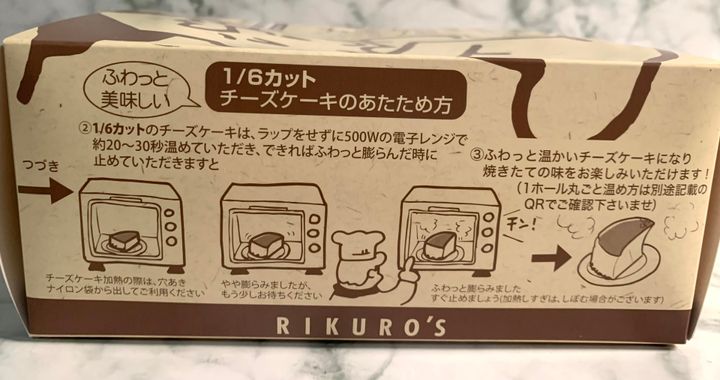 ふわっと
美味しい
1/6カット
チーズケーキのあたため方
②1/6カットのチーズケーキは、ラップをせずに500Wの電子レンジで
約20〜30秒温めていただき、できればふわっと膨らんだ時に
止めていただきますと
つづき
③ふわっと温かいチーズケーキになり
焼きたての味をお楽しみいただけます!
(1ホール丸ごと温め方は別途記載の
QRでご確認下さいませ)
チン!
チーズケーキ加熱の際は、穴あき
ナイロン袋から出してご利用ください
やや膨らみましたが、
もう少しお待ちください
ふわっと膨らみました
すぐ止めましょう(加熱しすぎは、しぼむ場合がございます)
RIKURO'S